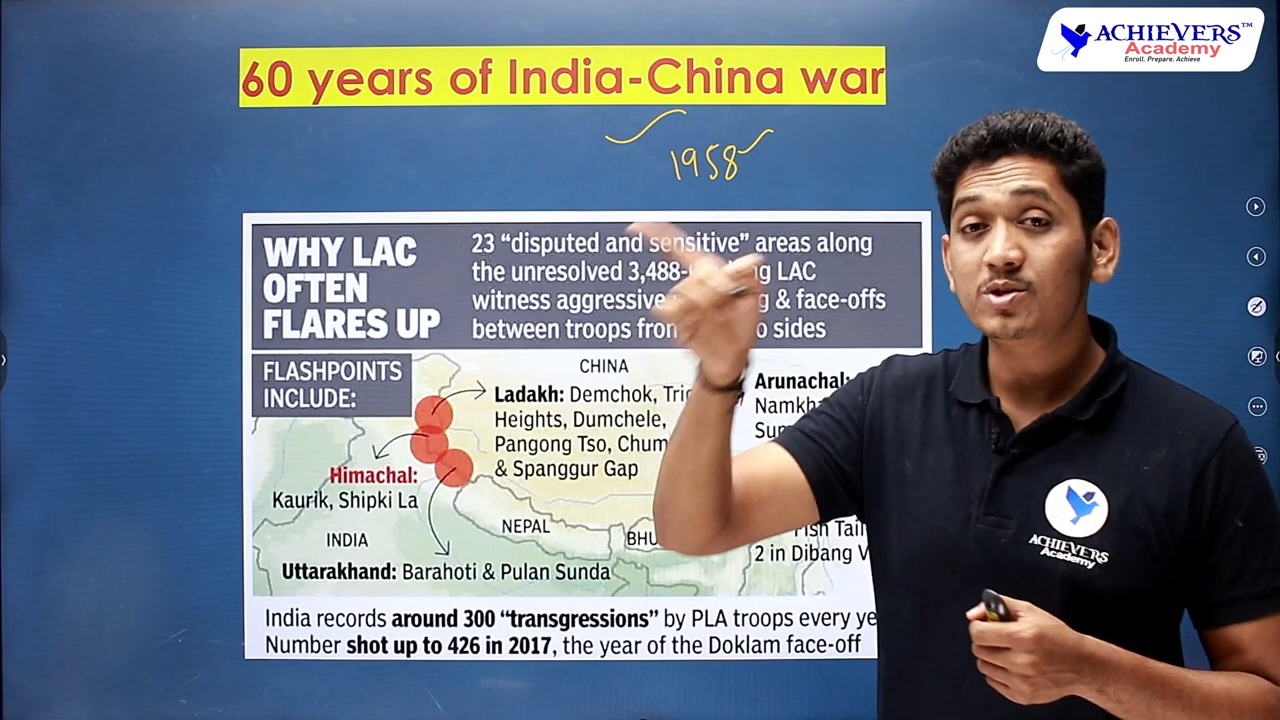 ACHIEVERS™
Academy
Enroll. Prepare. Achieve
60 years of India-China war
1958
WHY LAC
OFTEN
FLARES UP
23 “disputed and sensitive” areas along
the unresolved 3,488- LAC
witness aggressive & face-offs
between troops sides
FLASHPOINTS
INCLUDE:
CHINA
Ladakh: Demchok,
Heights, Dumchele,
Pangong Tso,
& Spanggur Gap
Arunachal:
Himachal:
Kaurik, Shipki La
NEPAL
INDIA
Fish
2 in Dibang
Uttarakhand: Barahoti & Pulan Sunda
India records around 300 “transgressions” by PLA troops every
Number shot up to 426 in 2017, the year of the Doklam face-off
ACHIEVERS
Academy